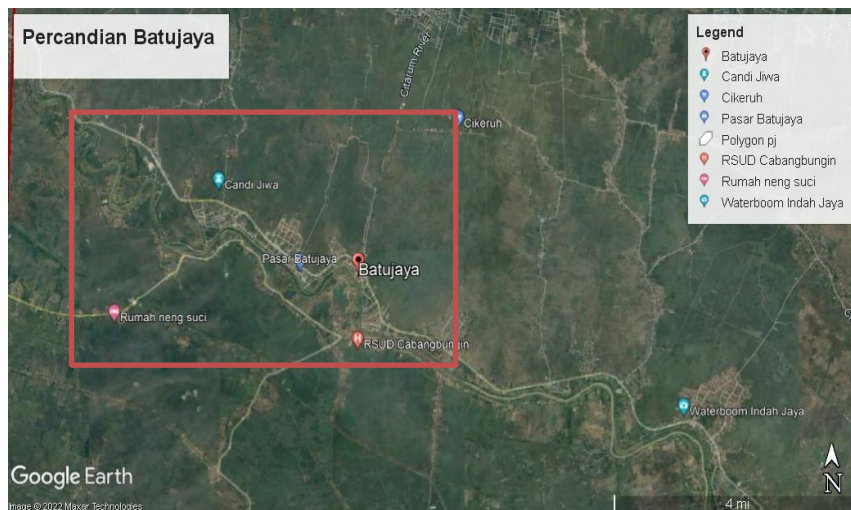 Percandian Batujaya
Legend
Batujaya
Candi Jiwa
Cikeruh
Pasar Batujaya
Polygon pj
RSUD Cabangbungin
Rumah neng suci
Waterboom Indah Jaya
Citarum River
Cikeruh
Candi Jiwa
Pasar Batujaya
Batujaya
Rumah neng suci
RSUD Cabangbungin
Waterboom Indah Jaya
Google Earth
Image © 2022 Maxar Technologies
N
4 mi